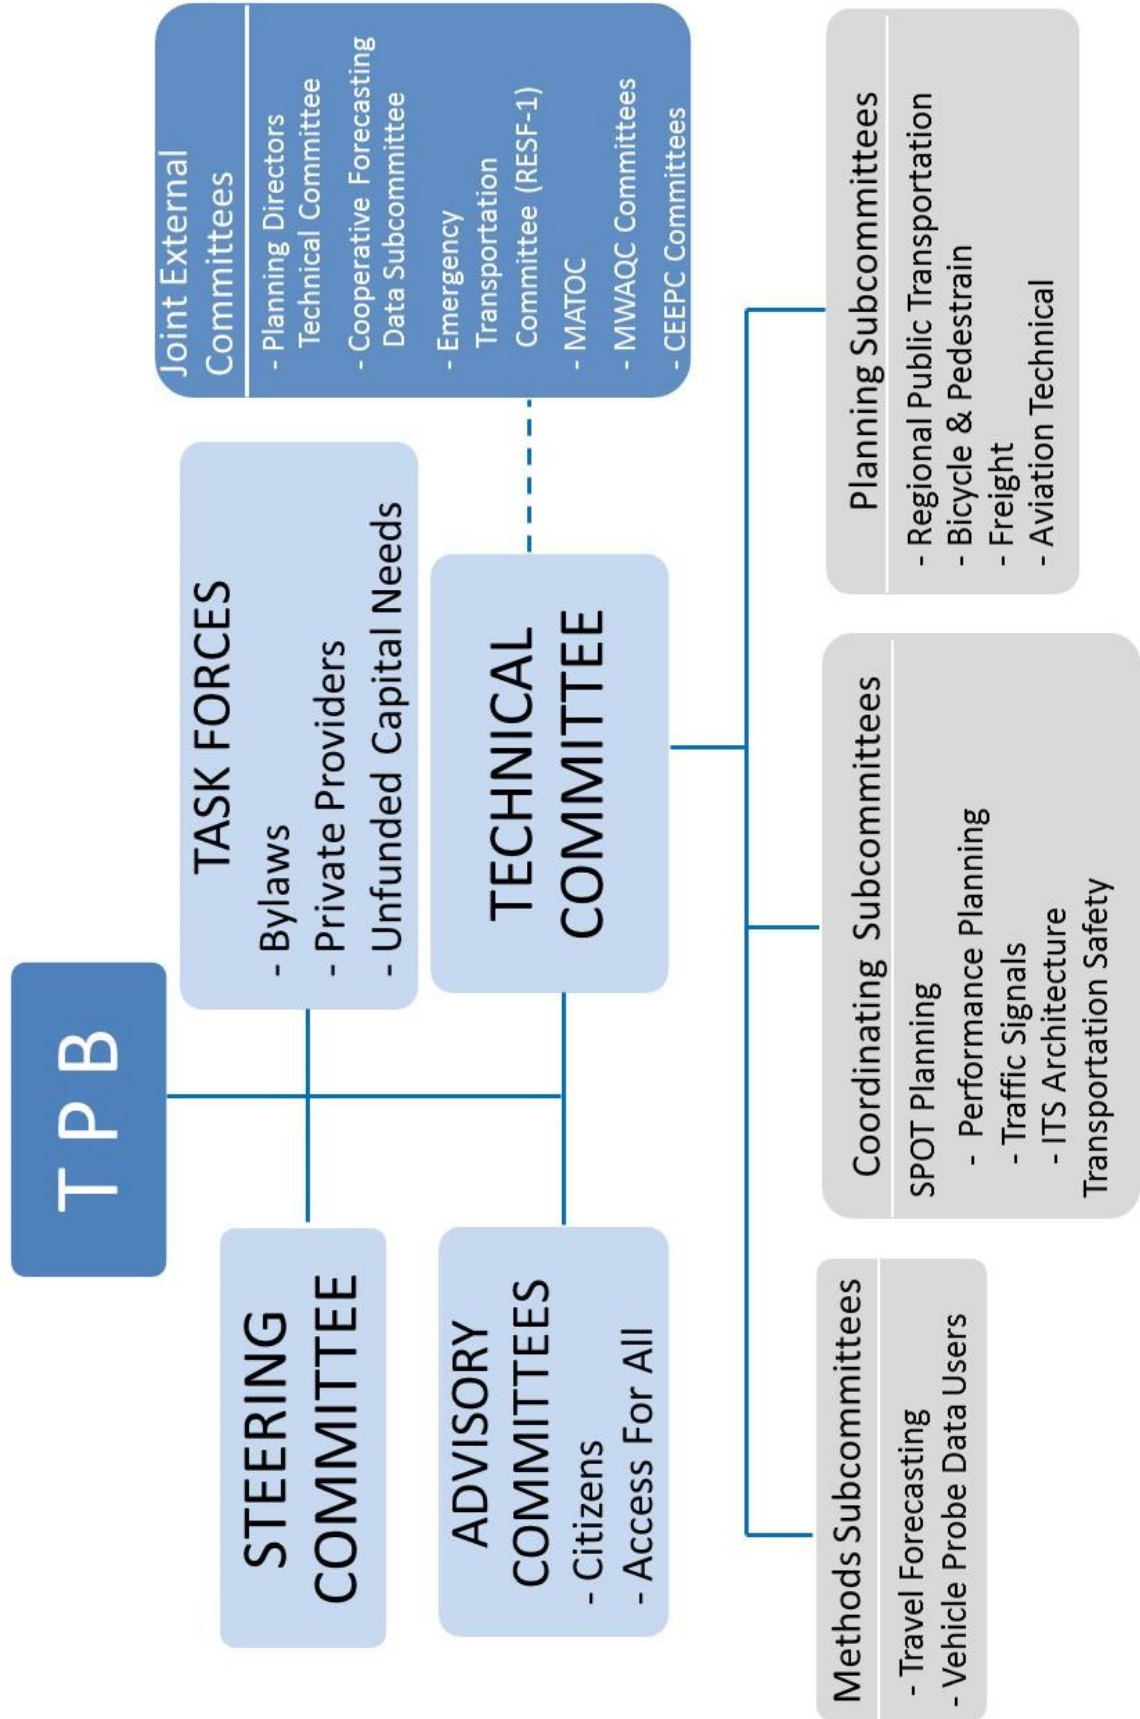 T P B
STEERING
COMMITTEE
TASK FORCES
- Bylaws
- Private Providers
- Unfunded Capital Needs
Joint External
Committees
- Planning Directors
Technical Committee
- Cooperative Forecasting
Data Subcommittee
- Emergency
Transportation
Committee (RESF-1)
- MATOC
- MWAQC Committees
- CEEPC Committees
ADVISORY
COMMITTEES
- Citizens
- Access For All
TECHNICAL
COMMITTEE
Methods Subcommittees
- Travel Forecasting
- Vehicle Probe Data Users
Coordinating Subcommittees
SPOT Planning
- Performance Planning
- Traffic Signals
- ITS Architecture
Transportation Safety
Planning Subcommittees
- Regional Public Transportation
- Bicycle & Pedestrain
- Freight
- Aviation Technical